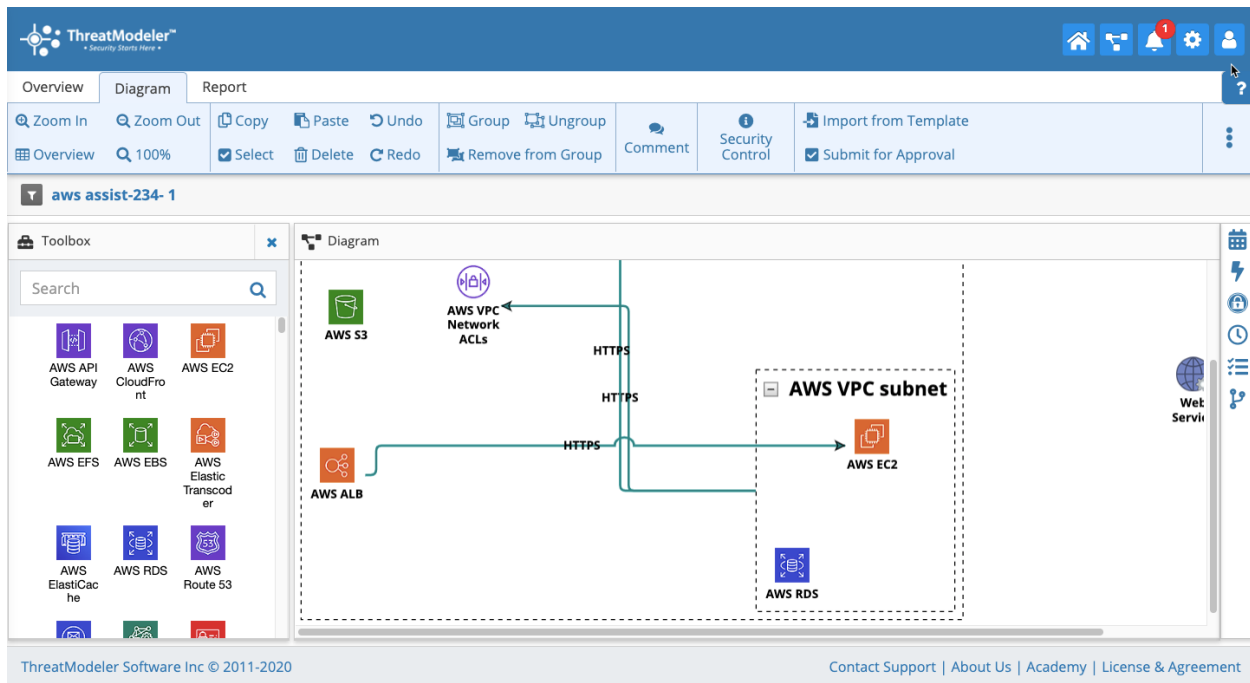 ThreatModeler™
• Security Starts Here •
1
?
Overview Diagram Report
Zoom In Zoom Out Copy Paste Undo Group Ungroup Comment Security Control Import from Template
Overview 100% Select Delete Redo Remove from Group Submit for Approval
aws assist-234- 1
Toolbox
Search
AWS API
Gateway
AWS
CloudFro
nt
AWS EC2
AWS EFS
AWS EBS
AWS
Elastic
Transcod
er
AWS
ElastiCac
he
AWS RDS
AWS
Route 53
53
Diagram
AWS S3
AWS VPC
Network
ACLs
HTTPS
HTTPS
HTTPS
AWS ALB
AWS VPC subnet
AWS EC2
AWS RDS
Web
Servi
ThreatModeler Software Inc © 2011-2020
Contact Support | About Us | Academy | License & Agreement